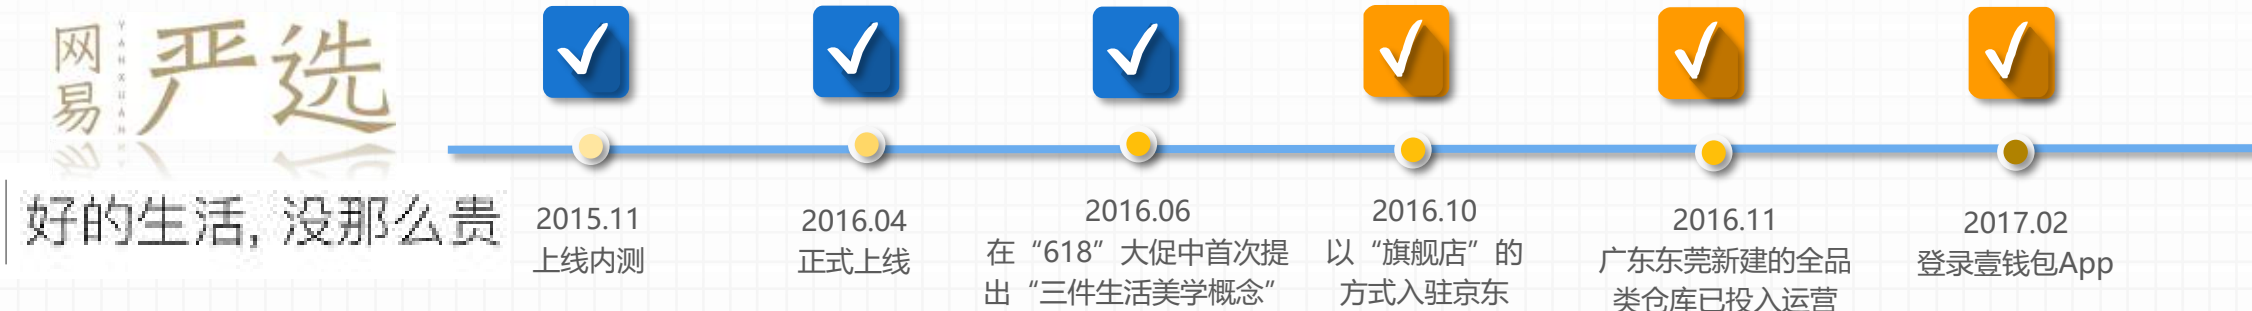 网易
YANXUAN
严选
好的生活, 没那么贵
2015.11
上线内测
2016.04
正式上线
2016.06
在“618”大促中首次提
出“三件生活美学概念”
2016.10
以“旗舰店”的
方式入驻京东
2016.11
广东东莞新建的全品
类仓库已投入运营
2017.02
登录壹钱包App